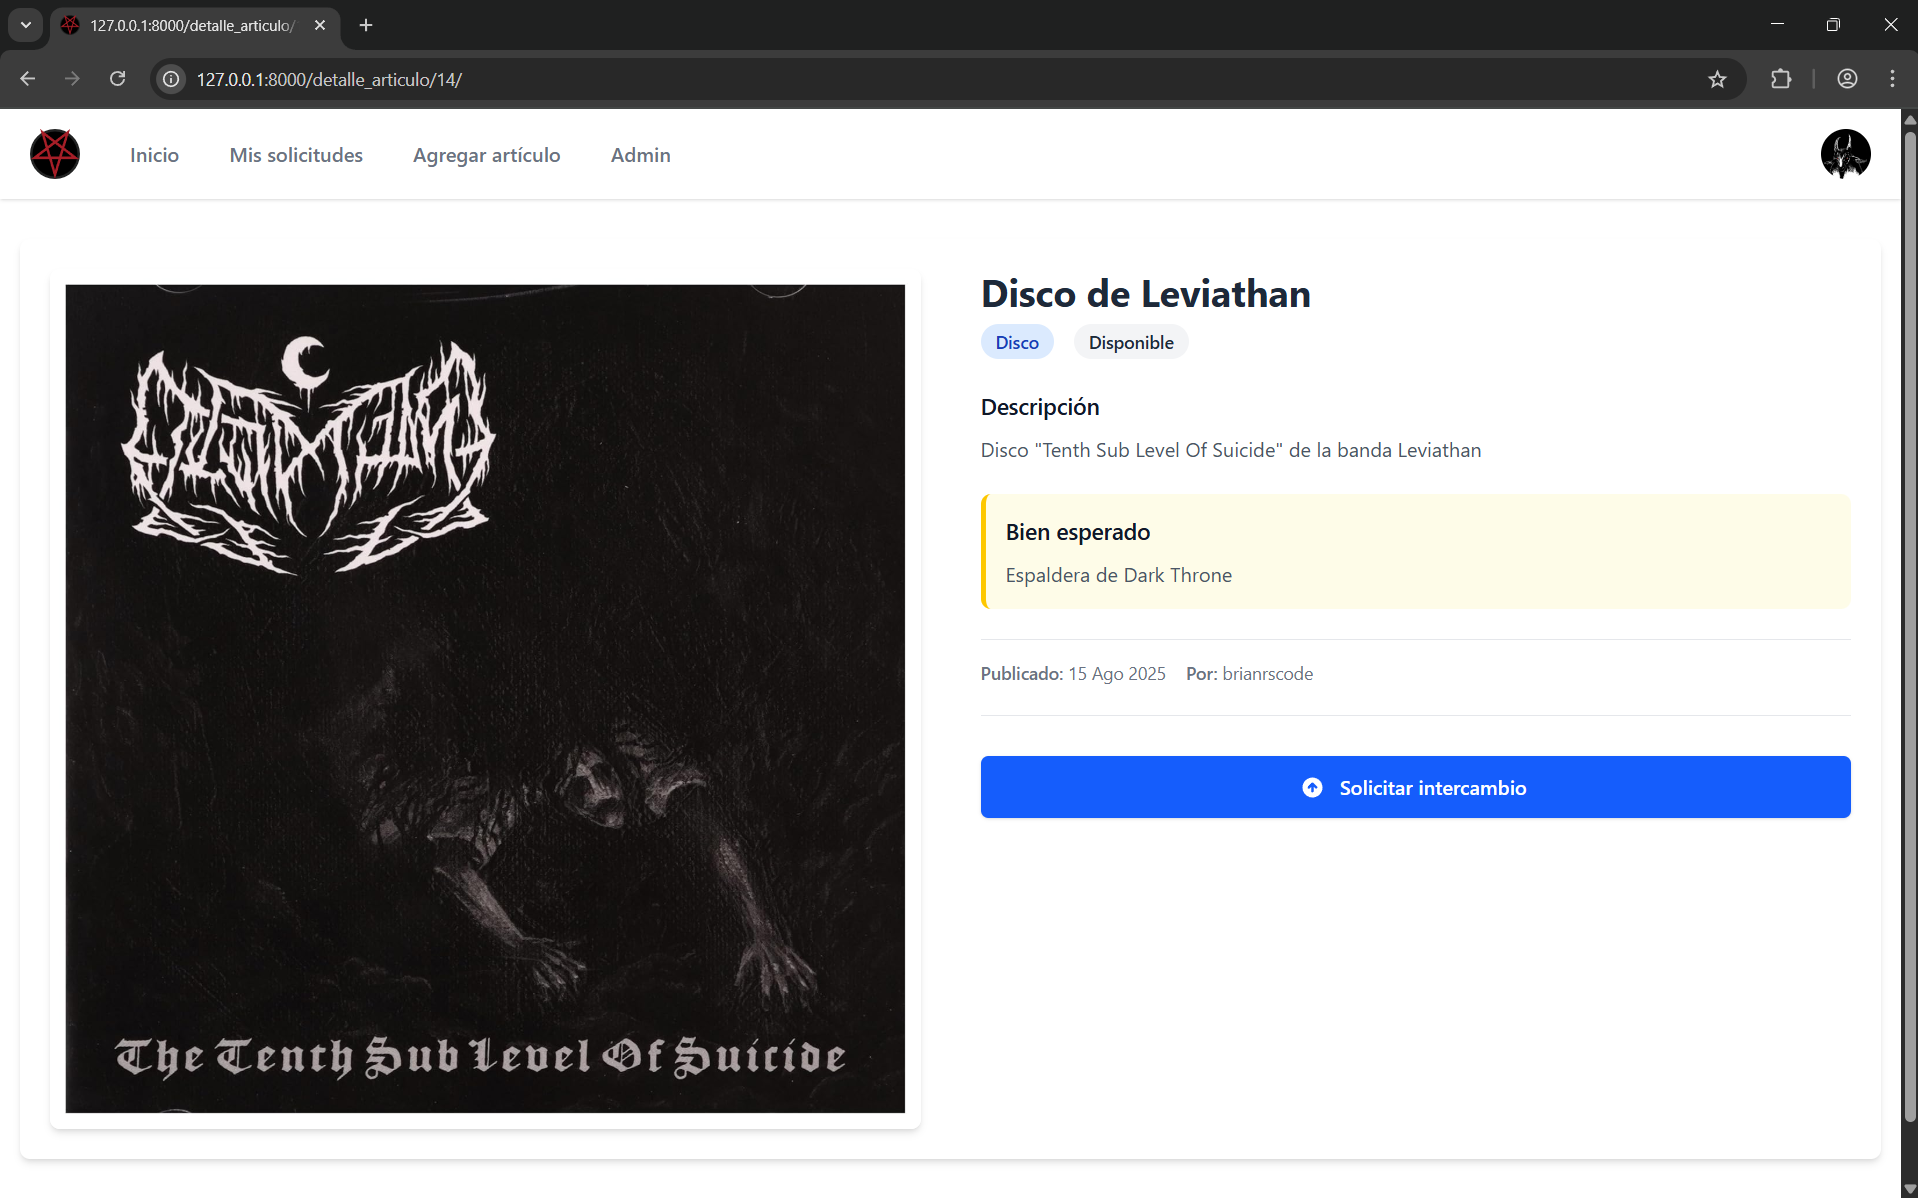 127.0.0.1:8000/detalle_articulo/
127.0.0.1:8000/detalle_articulo/14/
Inicio
Mis solicitudes
Agregar artículo
Admin
Leviathan
The Tenth Sub Level Of Suicide
Disco de Leviathan
Disco
Disponible
Descripción
Disco "Tenth Sub Level Of Suicide" de la banda Leviathan
Bien esperado
Espaldera de Dark Throne
Publicado: 15 Ago 2025
Por: brianrscode
Solicitar intercambio